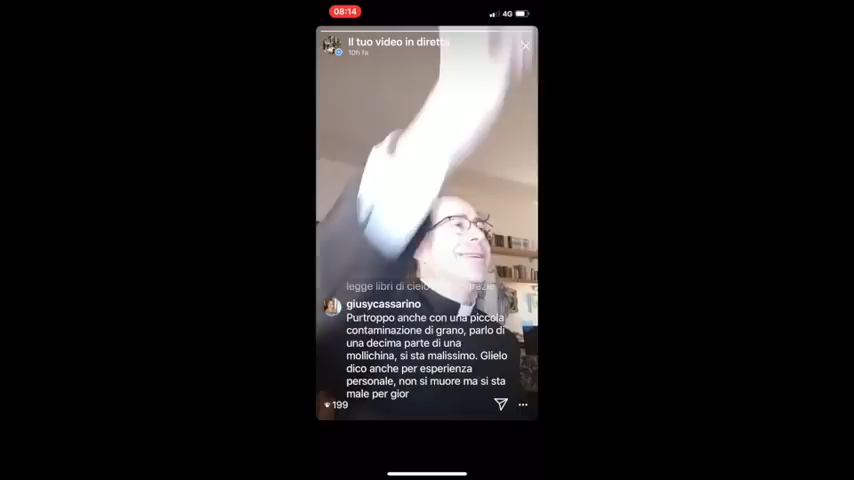 08:14
4G
Il tuo video in diretta
10h fa
legge libri di cielo
giusycassarino
Purtroppo anche con una piccola
contaminazione di grano, parlo di
una decima parte di una
mollichina, si sta malissimo. Glielo
dico anche per esperienza
personale, non si muore ma si sta
male per gior
199